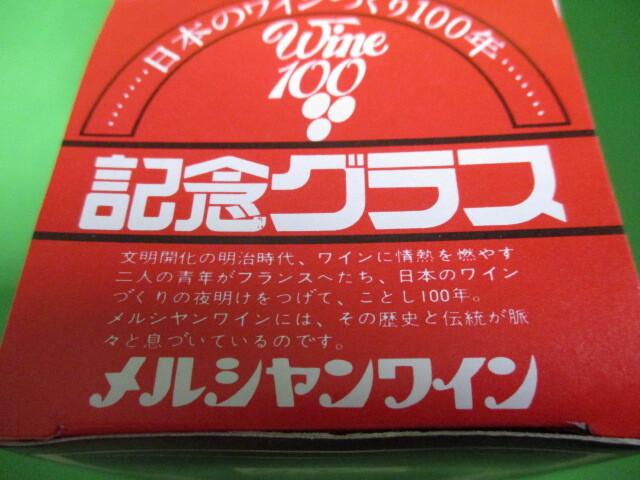 日本のワインづくり100年
Wine
100
記念グラス
文明開化の明治時代、ワインに情熱を燃やす
二人の青年がフランスへたち、日本のワイン
づくりの夜明けをつげて、ことし100年。
メルシャンワインには、その歴史と伝統が脈
々と息づいているのです。
メルシャンワイン